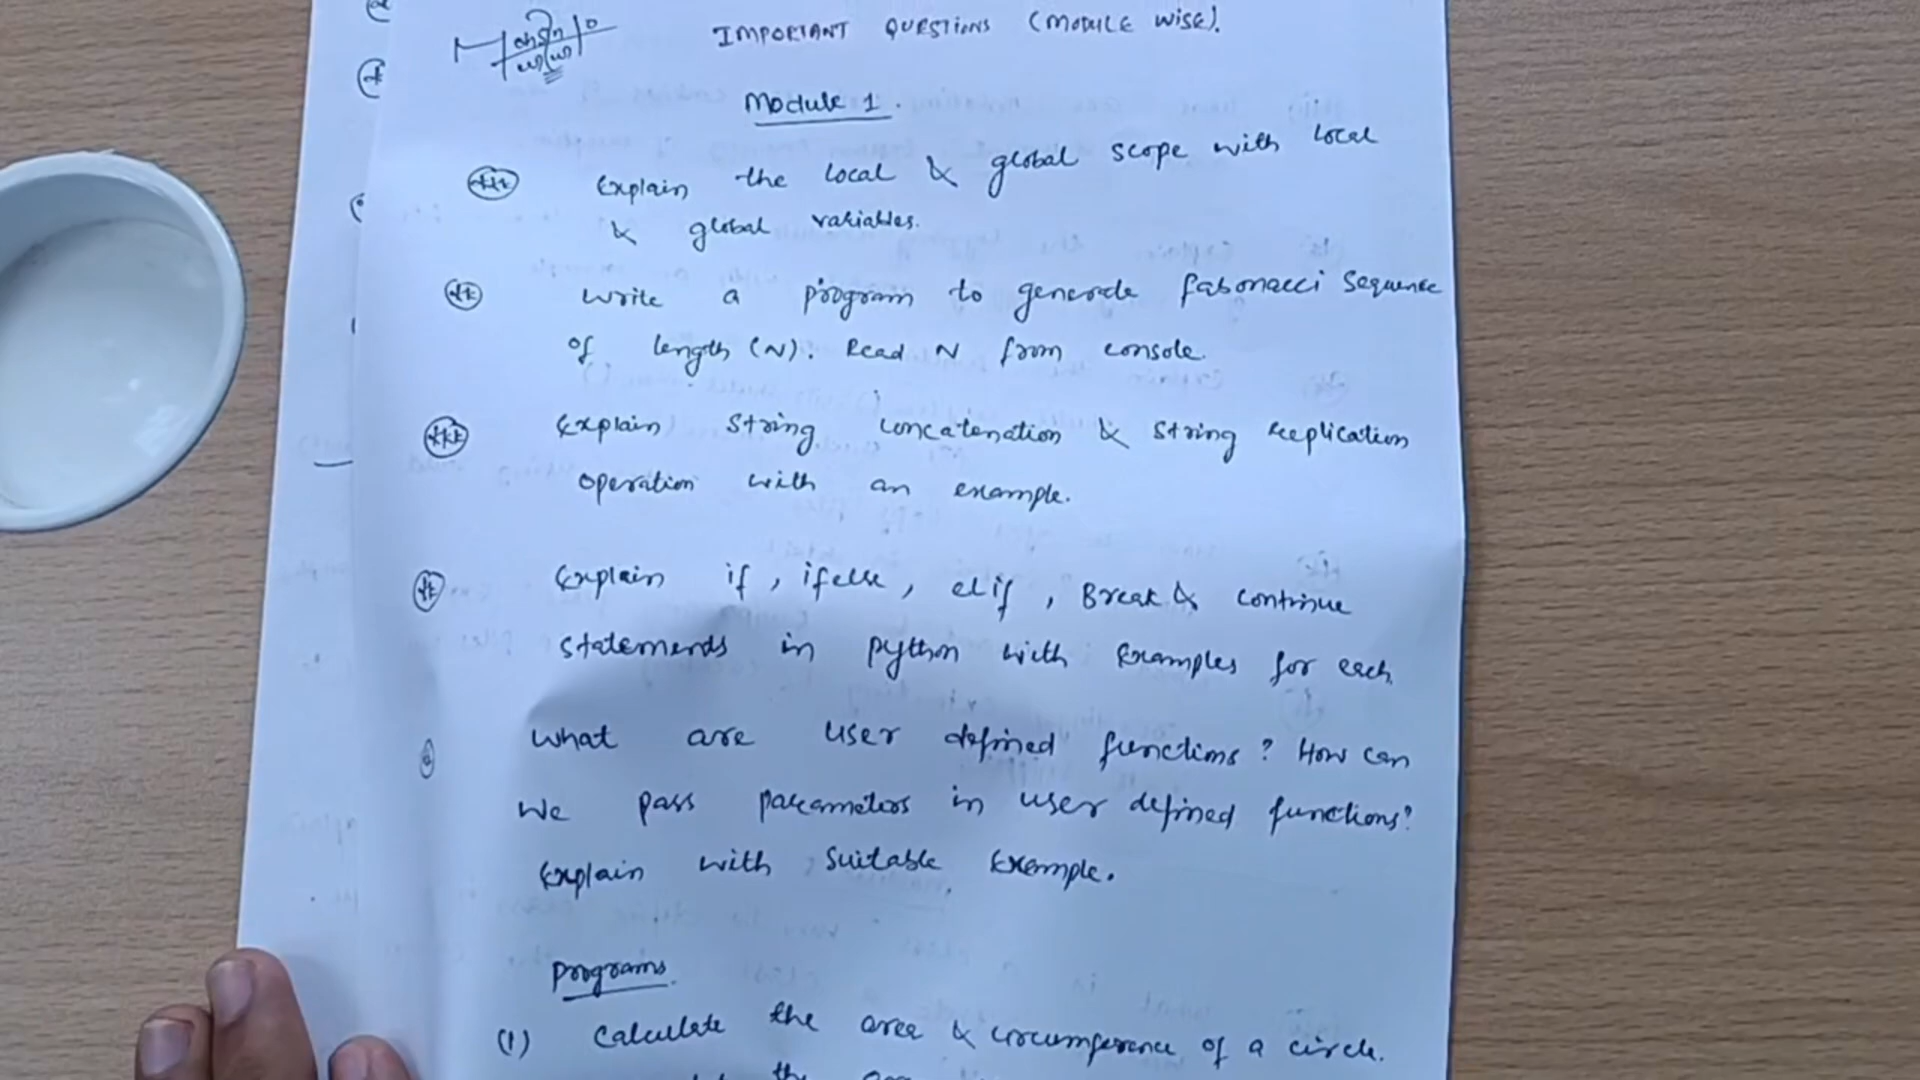 IMPORTANT QUESTIONS (MODULE WISE).
Module 1.
Explain the local & global scope with local
& global variables.
Write a program to generate fabonacci Sequence
of length (N). Read N from console.
Explain String concatenation & String Replication
operation with an example.
Explain if, ifelse, elif, Break & continue
statements in python with Examples for each
What are user defined functions? How can
we pass parameters in user defined functions?
Explain with Suitable Example.
programs.
(1) Calculate the area & circumference of a circle.
the